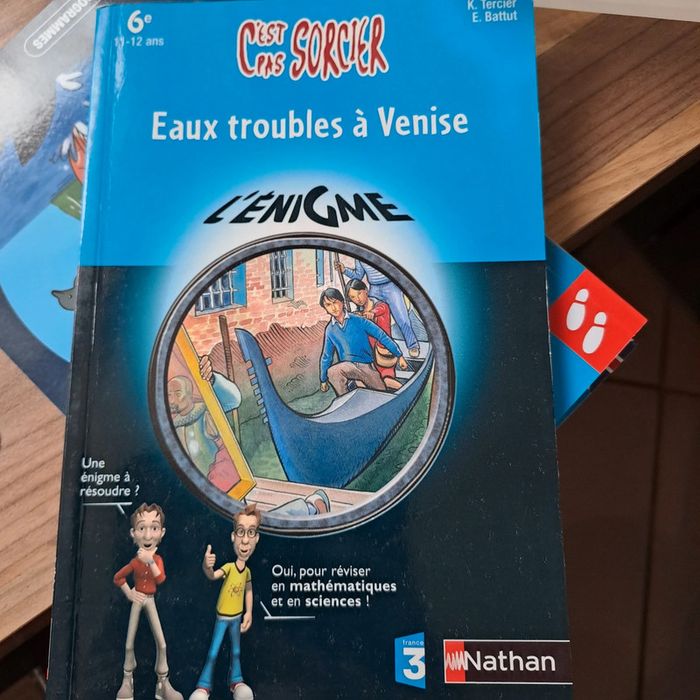 OGRAMMES
6e
11-12 ans
C'EST
PAS SORCIER
K. Tercier
E. Battut
Eaux troubles à Venise
L'ÉNIGME
Une
énigme à
résoudre ?
Oui, pour réviser
en mathématiques
et en sciences !
france
3
Nathan